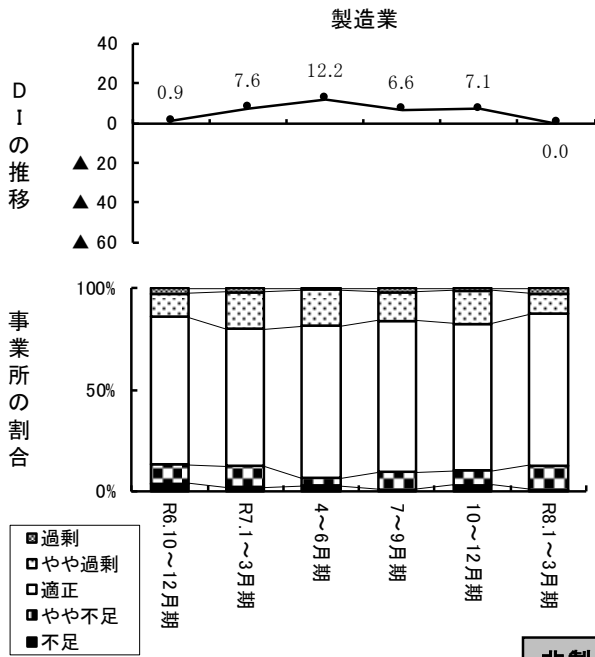 製造業
DIの推移
40
20
0
▲ 20
▲ 40
▲ 60
0.9
7.6
12.2
6.6
7.1
0.0
事業所の割合
100%
50%
0%
R6.10～12月期
R7.1～3月期
4～6月期
7～9月期
10～12月期
R8.1～3月期
過剰
やや過剰
適正
やや不足
不足